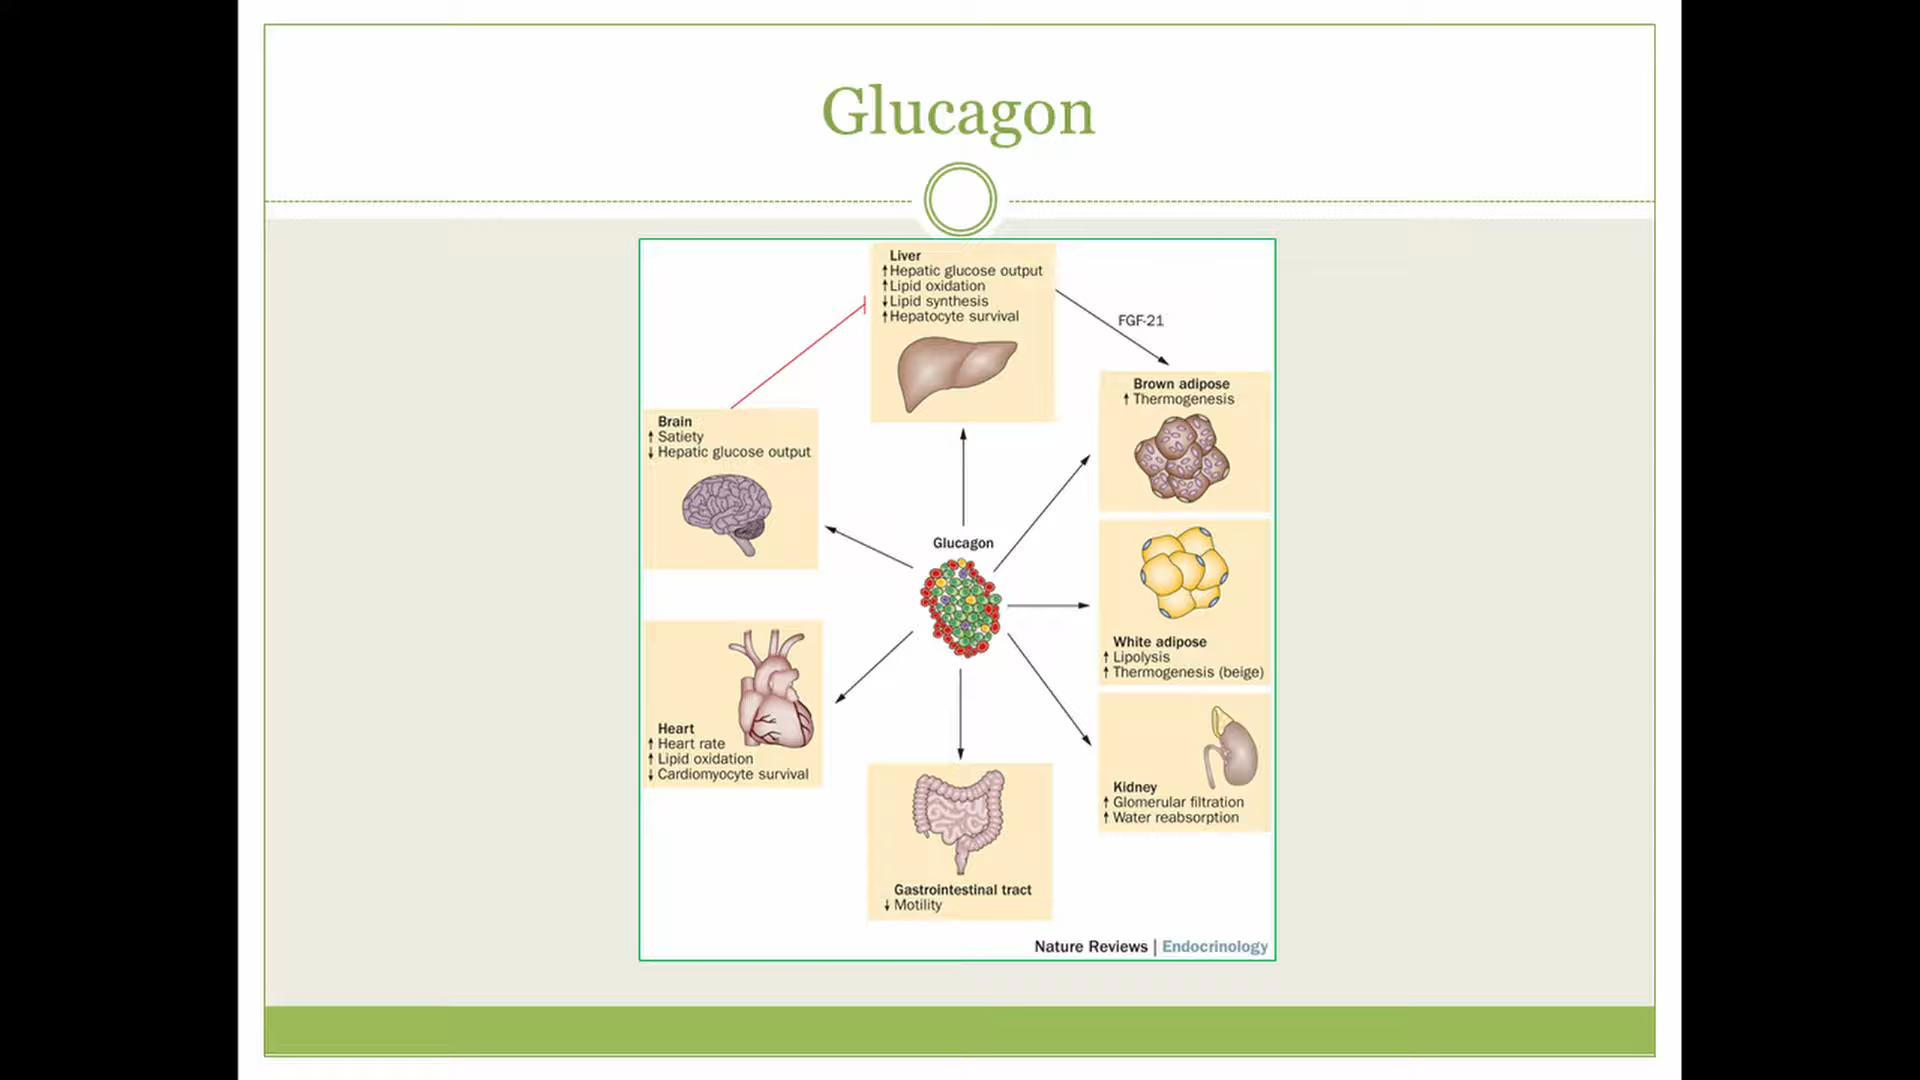 Glucagon
Liver
↑Hepatic glucose output
↑Lipid oxidation
↓Lipid synthesis
↑Hepatocyte survival
FGF-21
Brown adipose
↑ Thermogenesis
Brain
↑ Satiety
↓ Hepatic glucose output
Glucagon
White adipose
↑ Lipolysis
↑ Thermogenesis (beige)
Heart
↑ Heart rate
↑ Lipid oxidation
↓ Cardiomyocyte survival
Kidney
↑ Glomerular filtration
↑ Water reabsorption
Gastrointestinal tract
↓ Motility
Nature Reviews | Endocrinology